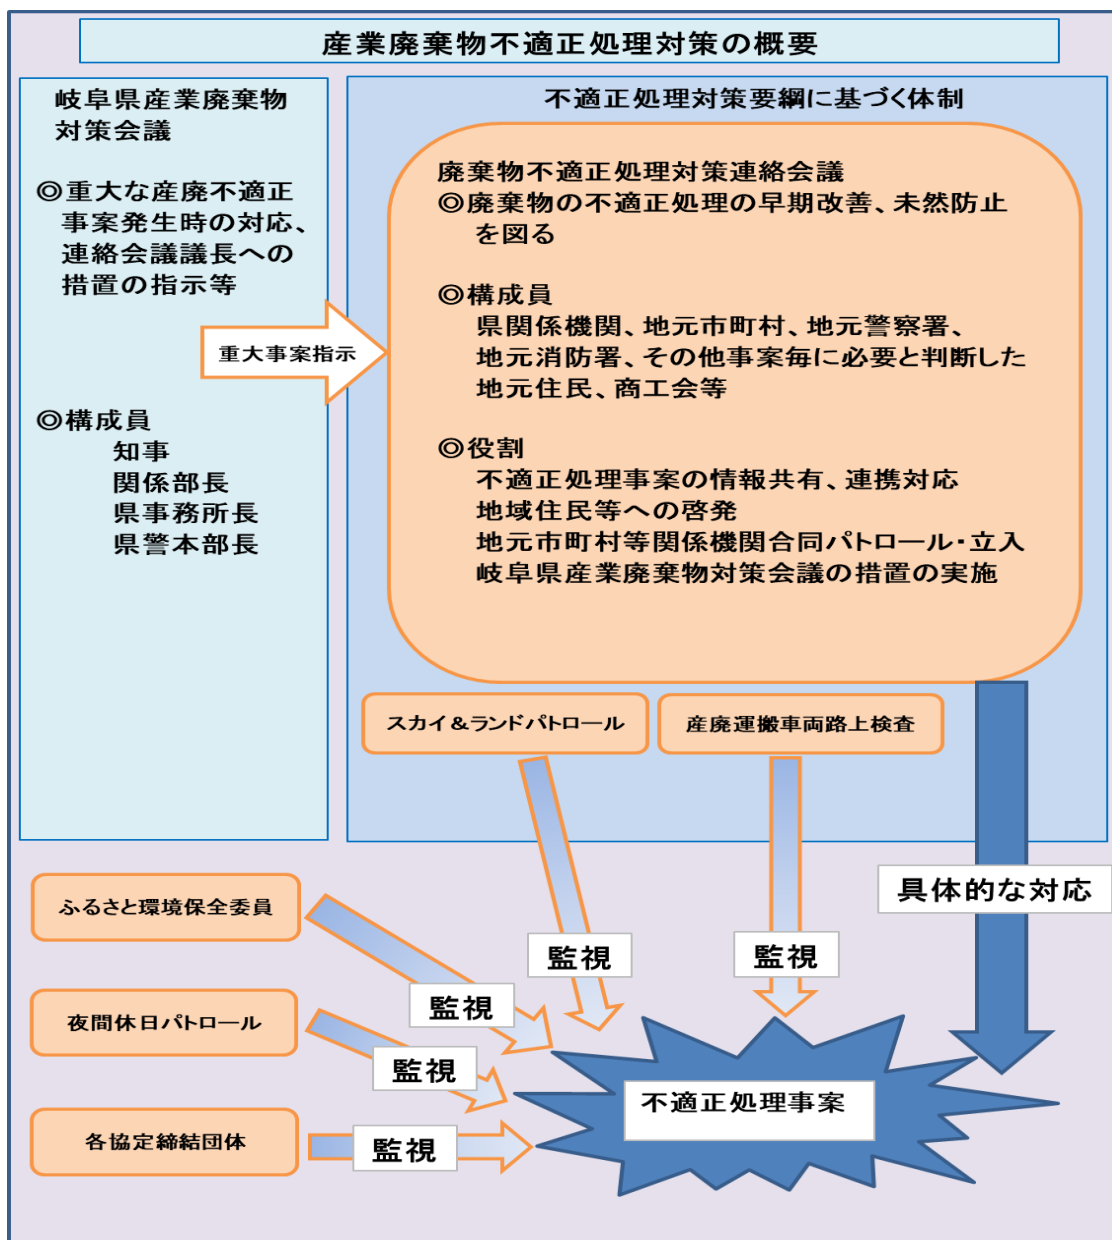 産業廃棄物不適正処理対策の概要
岐阜県産業廃棄物
対策会議
◎重大な産廃不適正
事案発生時の対応、
連絡会議議長への
措置の指示等
◎構成員
知事
関係部長
県事務所長
県警本部長
重大事案指示
不適正処理対策要綱に基づく体制
廃棄物不適正処理対策連絡会議
◎廃棄物の不適正処理の早期改善、未然防止
を図る
◎構成員
県関係機関、地元市町村、地元警察署、
地元消防署、その他事案毎に必要と判断した
地元住民、商工会等
◎役割
不適正処理事案の情報共有、連携対応
地域住民等への啓発
地元市町村等関係機関合同パトロール・立入
岐阜県産業廃棄物対策会議の措置の実施
スカイ&ランドパトロール
産廃運搬車両路上検査
具体的な対応
ふるさと環境保全委員
監視
監視
監視
夜間休日パトロール
監視
各協定締結団体
監視
不適正処理事案